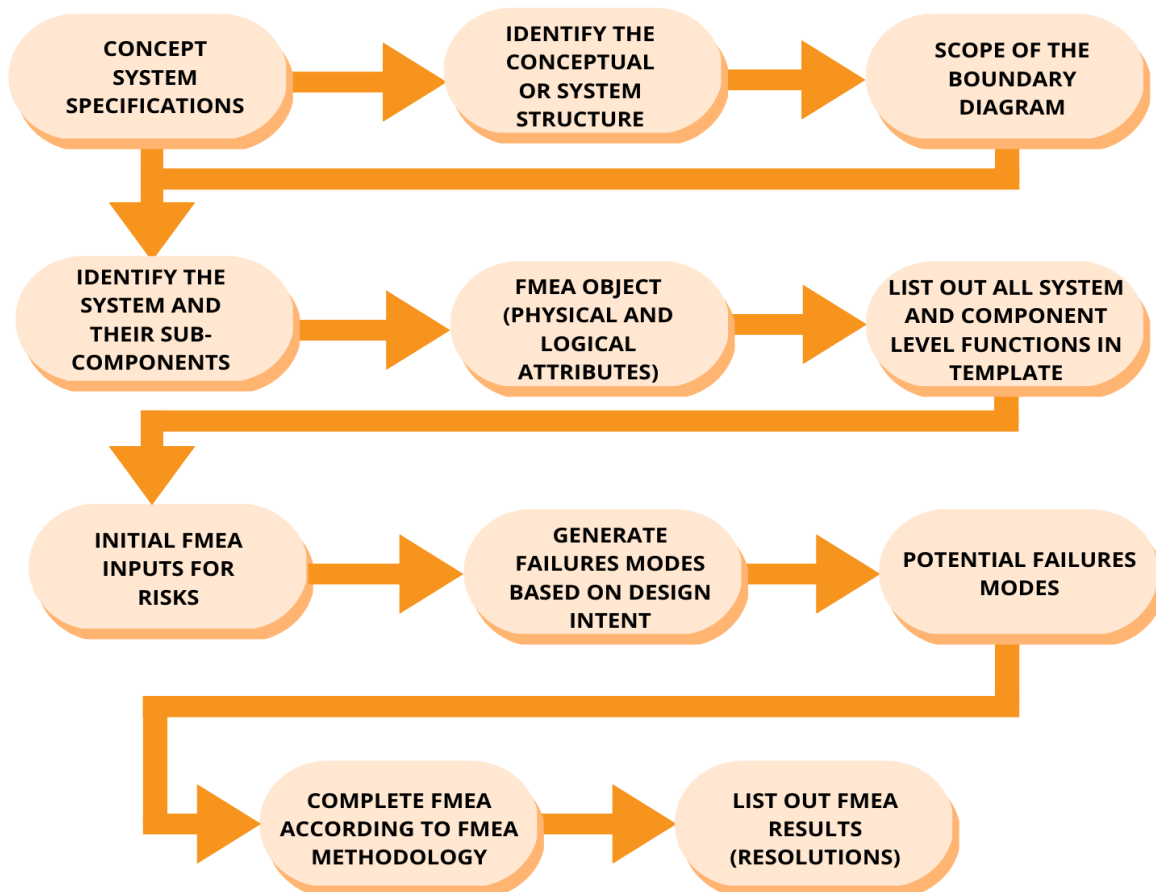 CONCEPT
SYSTEM
SPECIFICATIONS
IDENTIFY THE
CONCEPTUAL
OR SYSTEM
STRUCTURE
SCOPE OF THE
BOUNDARY
DIAGRAM
IDENTIFY THE
SYSTEM AND
THEIR SUB-
COMPONENTS
FMEA OBJECT
(PHYSICAL AND
LOGICAL
ATTRIBUTES)
LIST OUT ALL SYSTEM
AND COMPONENT
LEVEL FUNCTIONS IN
TEMPLATE
INITIAL FMEA
INPUTS FOR
RISKS
GENERATE
FAILURES MODES
BASED ON DESIGN
INTENT
POTENTIAL FAILURES
MODES
COMPLETE FMEA
ACCORDING TO FMEA
METHODOLOGY
LIST OUT FMEA
RESULTS
(RESOLUTIONS)